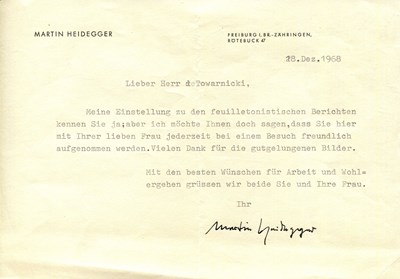 MARTIN HEIDEGGER
FREIBURG I. BR.-ZÄHRINGEN,
RÖTEBUCK 47
28.Dez.1968
Lieber Herr deTowarnicki,
Meine Einstellung zu den feuilletonistischen Berichten
kennen Sie ja;aber ich möchte Ihnen doch sagen,dass Sie hier
mit Ihrer lieben Frau jederzeit bei einem Besuch freundlich
aufgenommen werden.Vielen Dank für die gutgelungenen Bilder.
Mit den besten Wünschen für Arbeit und Wohl=
ergehen grüssen wir beide Sie und Ihre Frau.
Ihr
Martin Heidegger